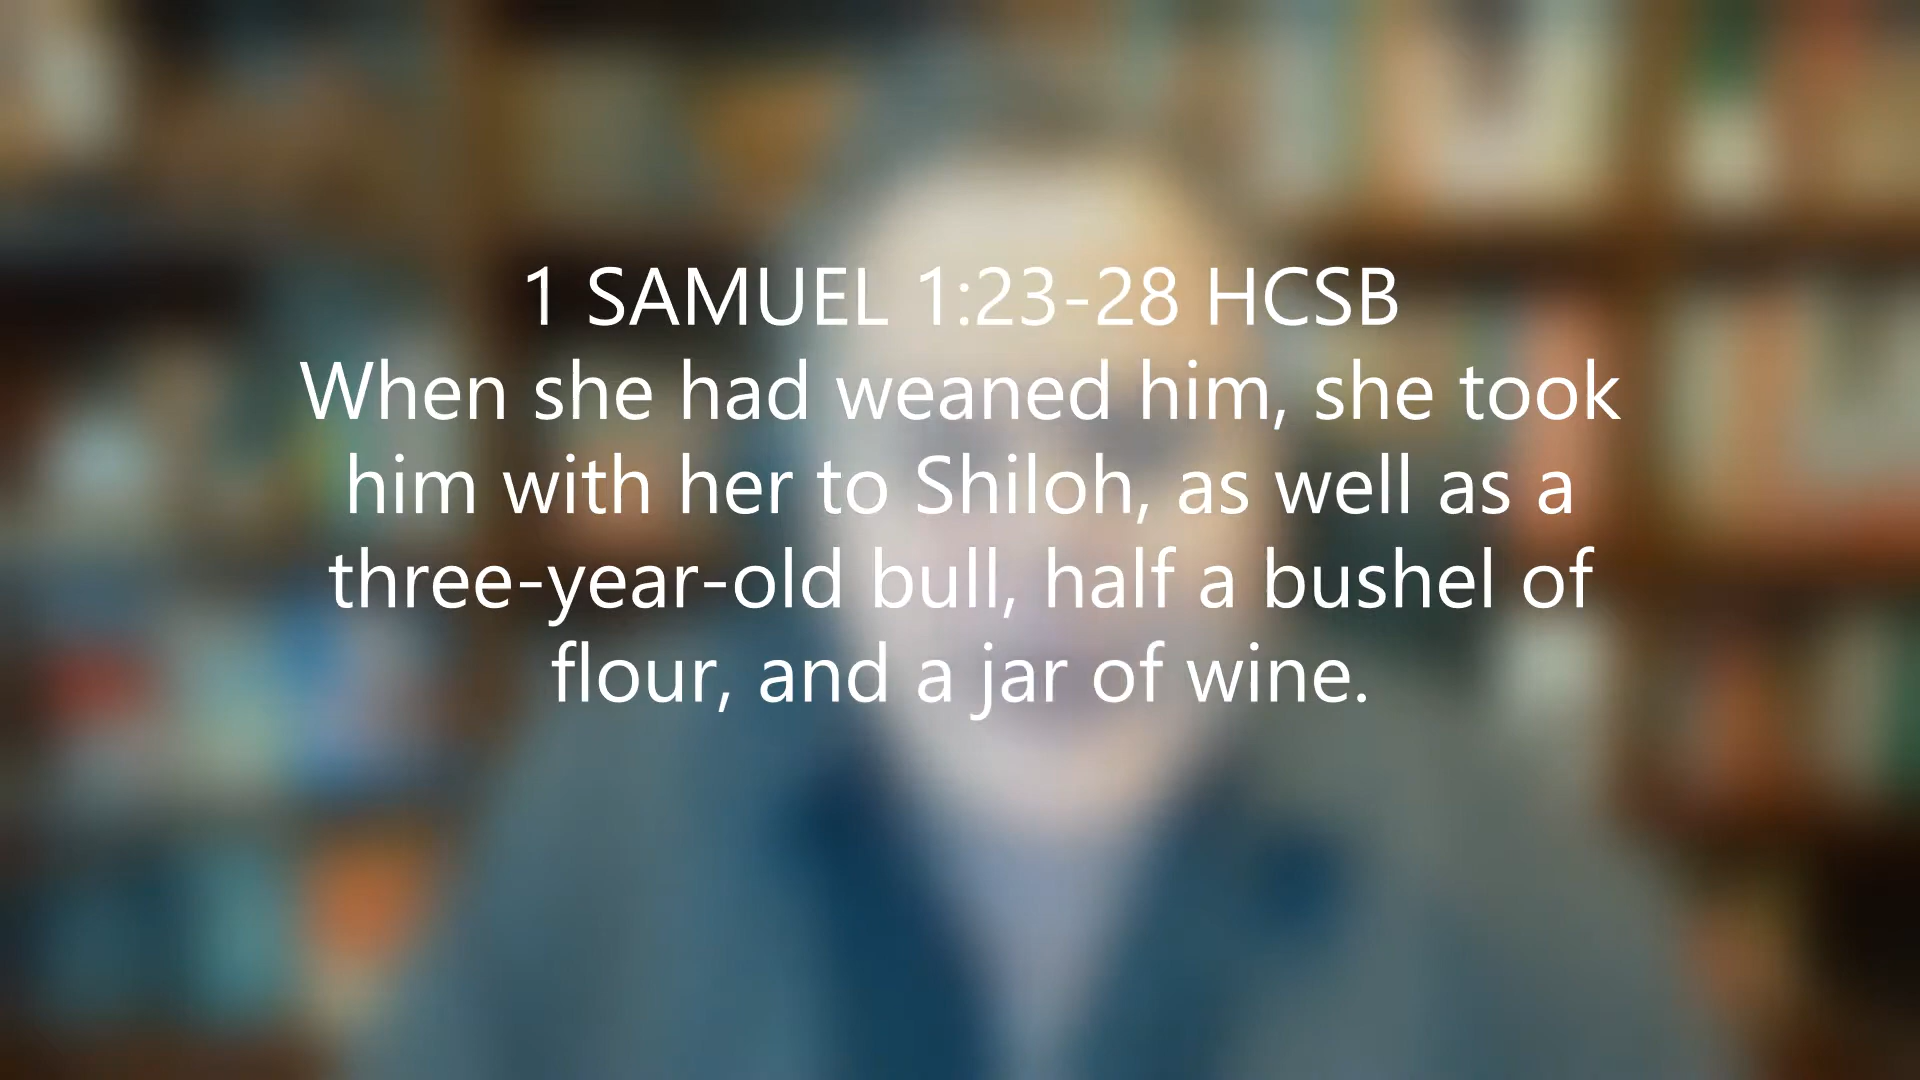 1 SAMUEL 1:23-28 HCSB
When she had weaned him, she took
him with her to Shiloh, as well as a
three-year-old bull, half a bushel of
flour, and a jar of wine.